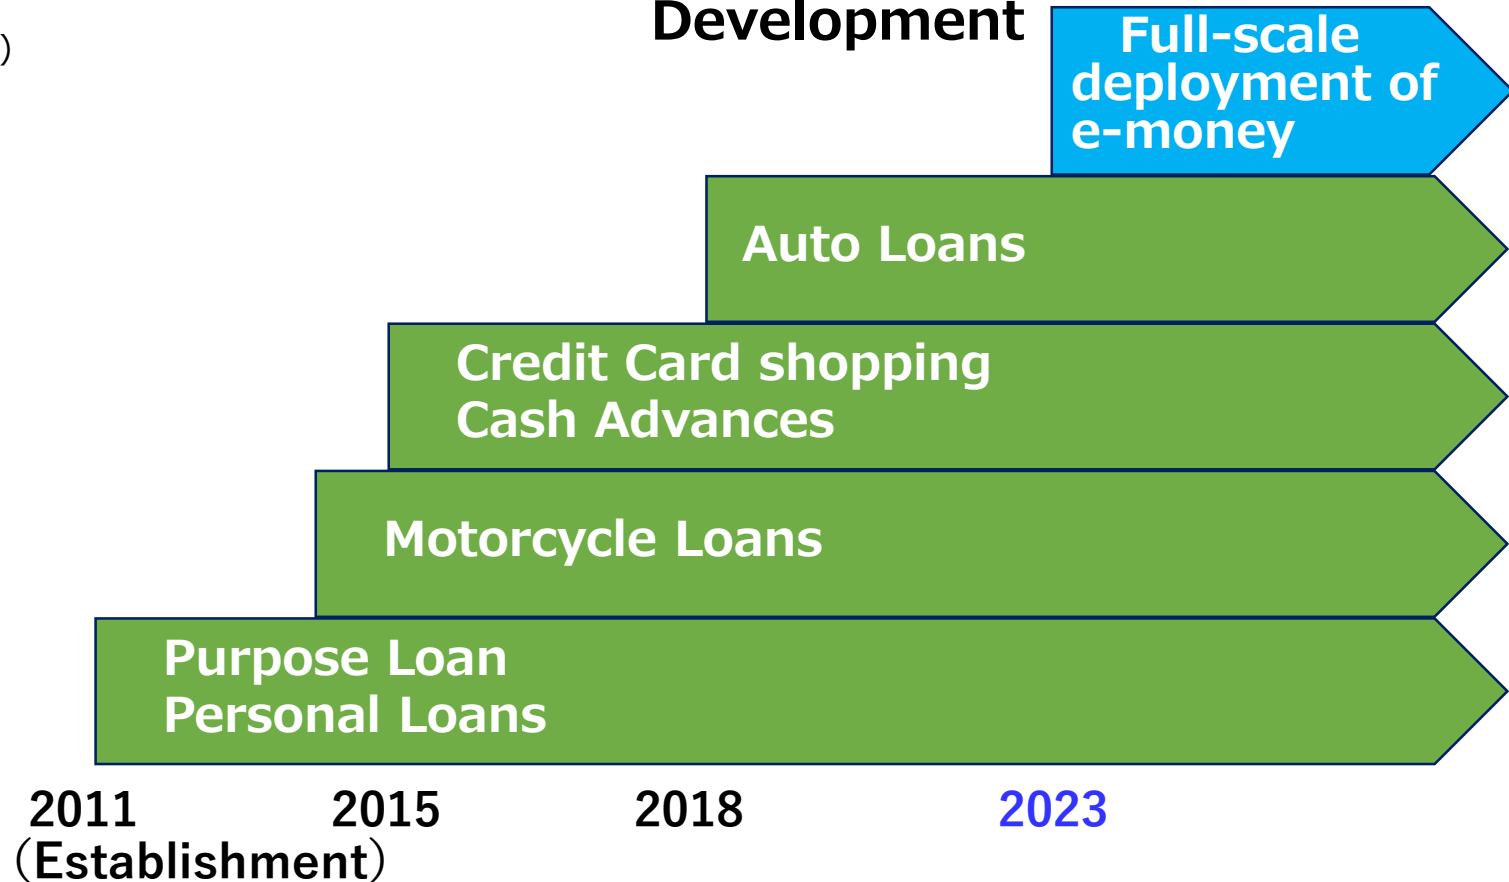 )
Development
Full-scale
deployment of
e-money
Auto Loans
Credit Card shopping
Cash Advances
Motorcycle Loans
Purpose Loan
Personal Loans
2011 2015 2018 2023
（Establishment）